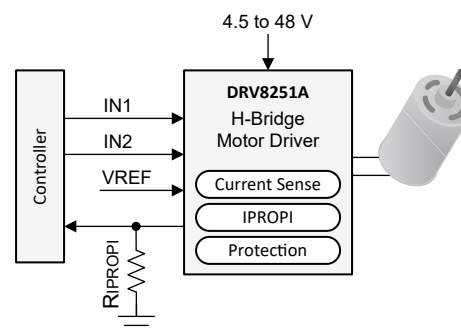 4.5 to 48 V
DRV8251A
H-Bridge
Motor Driver
Controller
IN1
IN2
VREF
Current Sense
IPROPI
Protection
RIPROPI